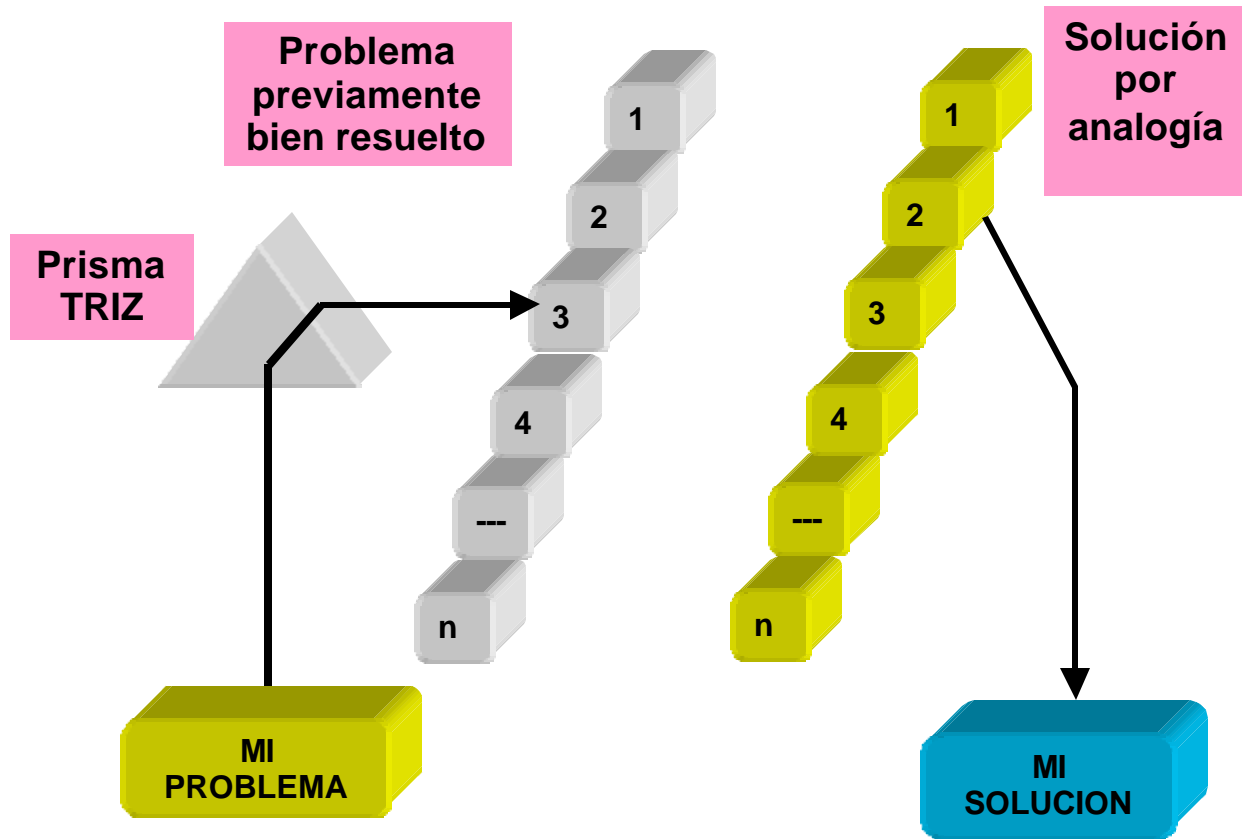 Problema
previamente
bien resuelto
Solución
por
analogía
Prisma
TRIZ
1
2
3
4
---
n
1
2
3
4
---
n
MI
PROBLEMA
MI
SOLUCION